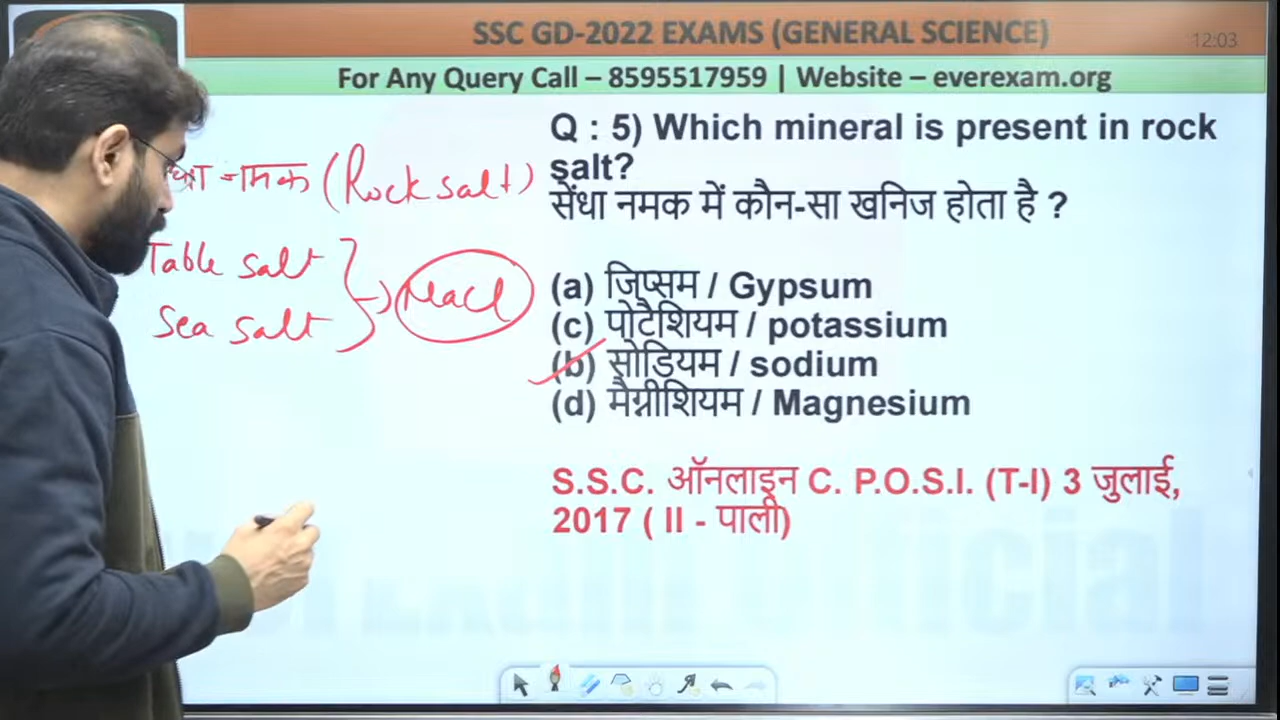 SSC GD-2022 EXAMS (GENERAL SCIENCE)
12:03
For Any Query Call – 8595517959 | Website – everexam.org
Q : 5) Which mineral is present in rock
salt?
सेंधा नमक में कौन-सा खनिज होता है ?
(a) जिप्सम / Gypsum
(c) पोटैशियम / potassium
(b) सोडियम / sodium
(d) मैग्नीशियम / Magnesium
S.S.C. ऑनलाइन C. P.O.S.I. (T-I) 3 जुलाई,
2017 ( II - पाली)
नमक (Rock salt)
Table salt
Sea salt
NaCl